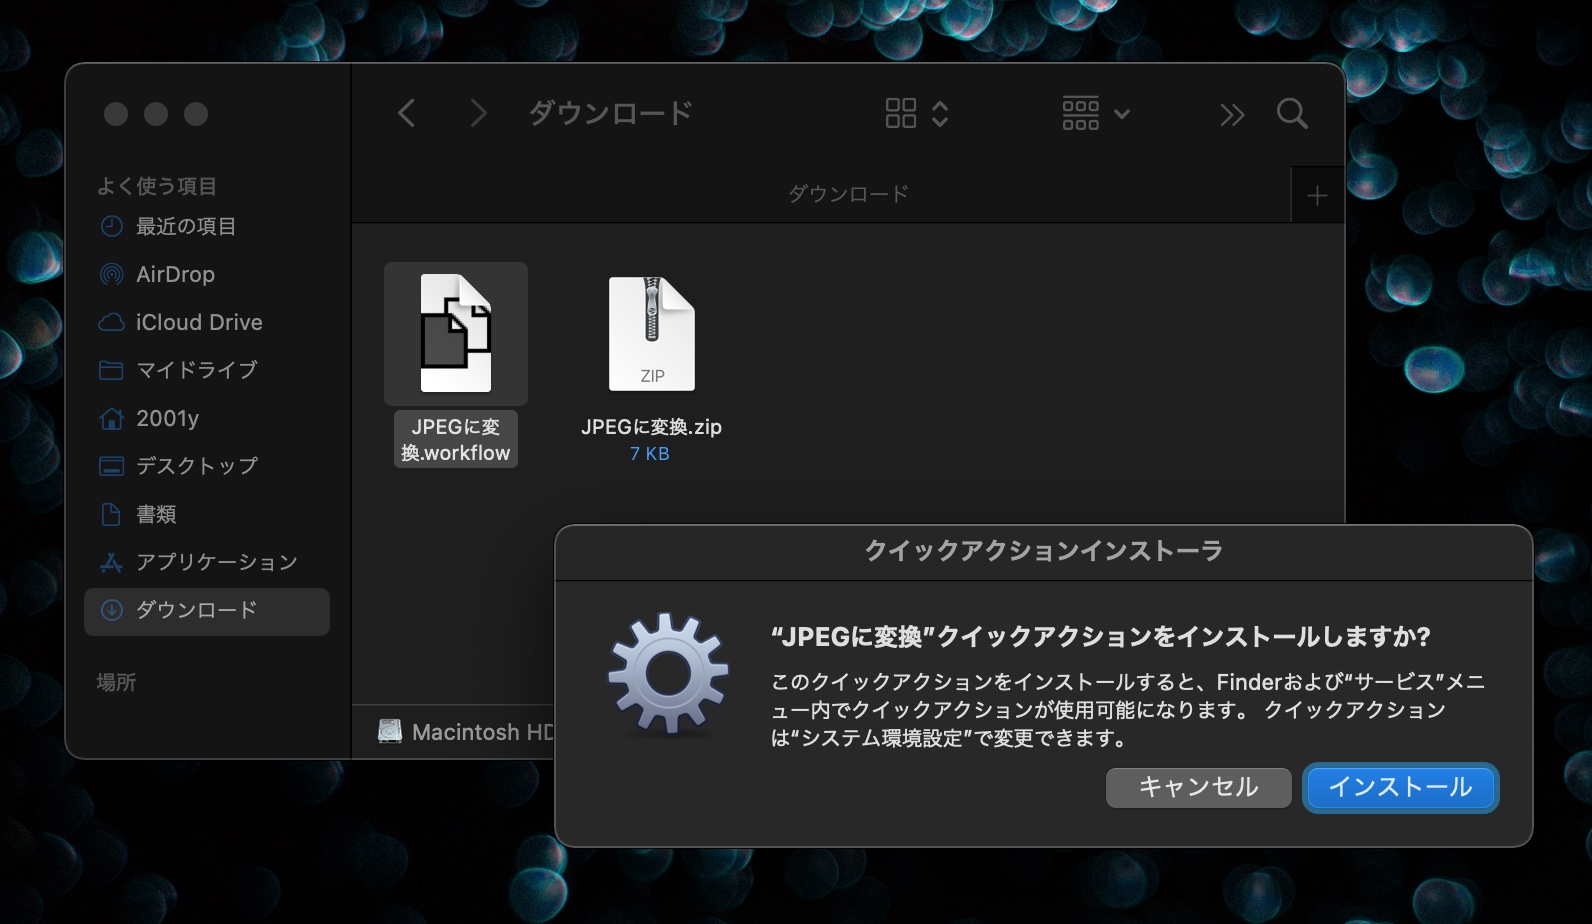 ダウンロード
ダウンロード
よく使う項目
最近の項目
AirDrop
iCloud Drive
マイドライブ
2001y
デスクトップ
書類
アプリケーション
ダウンロード
場所
JPEGに変
換.workflow
ZIP
JPEGに変換.zip
7 KB
Macintosh HD
クイックアクションインストーラ
“JPEGに変換”クイックアクションをインストールしますか?
このクイックアクションをインストールすると、Finderおよび“サービス”メニ
ュー内でクイックアクションが使用可能になります。 クイックアクション
は“システム環境設定”で変更できます。
キャンセル
インストール